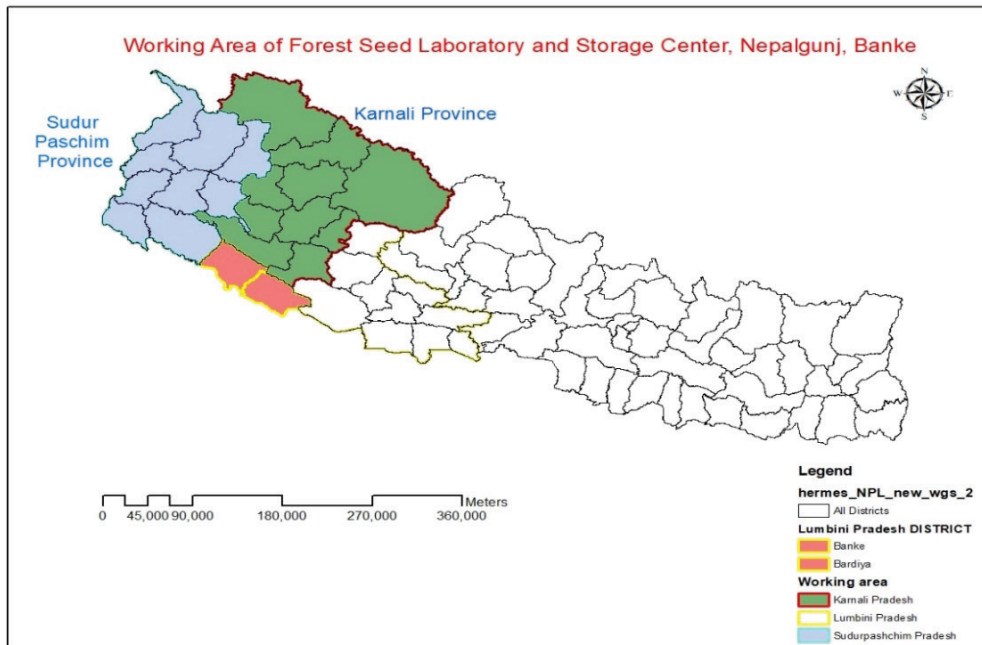 Working Area of Forest Seed Laboratory and Storage Center, Nepalgunj, Banke
N
W E
S
Karnali Province
Sudur
Paschim
Province
Meters
0 45,000 90,000 180,000 270,000 360,000
Legend
hermes_NPL_new_wgs_2
All Districts
Lumbini Pradesh DISTRICT
Banke
Bardiya
Working area
Karnali Pradesh
Lumbini Pradesh
Sudurpashchim Pradesh